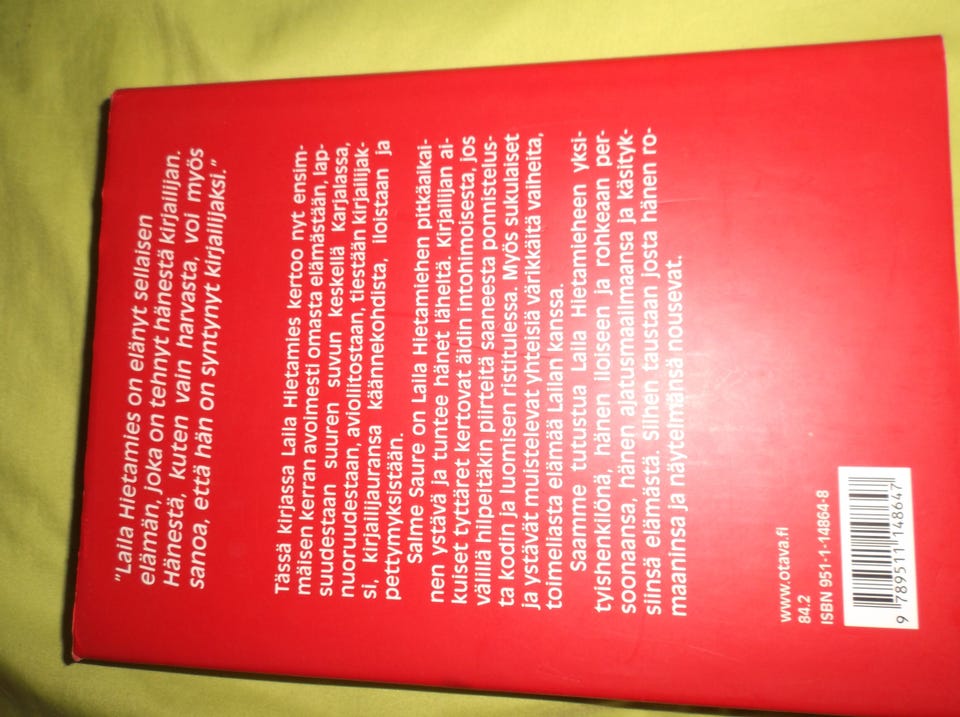 "Laila Hietamies on elänyt sellaisen
elämän, joka on tehnyt hänestä kirjailijan.
Hänestä, kuten vain harvasta, voi myös
sanoa, että hän on syntynyt kirjailijaksi."
Tässä kirjassa Laila Hietamies kertoo nyt ensim-
mäisen kerran avoimesti omasta elämästään, lap-
suudestaan suuren suvun keskellä Karjalassa,
nuoruudestaan, avioliitostaan, tiestään kirjailijak-
si, kirjailijauransa käännekohdista, iloistaan ja
pettymyksistään.
Salme Saure on Laila Hietamiehen pitkäaikai-
nen ystävä ja tuntee hänet läheltä. Kirjailijan ai-
kuiset tyttäret kertovat äidin intohimoisesta, jos
välillä hilpeitäkin piirteitä saaneesta ponnistelus-
ta kodin ja luomisen ristitulessa. Myös sukulaiset
ja ystävät muistelevat yhteisiä värikkäitä vaiheita,
toimeliasta elämää Lailan kanssa.
Saamme tutustua Laila Hietamieheen yksi-
tyishenkilönä, hänen iloiseen ja rohkeaan per-
soonaansa, hänen ajatusmaailmaansa ja käsityk-
siinsä elämästä. Siihen taustaan josta hänen ro-
maaninsa ja näytelmänsä nousevat.
www.otava.fi
84.2
ISBN 951-1-14864-8
9 789511 148647